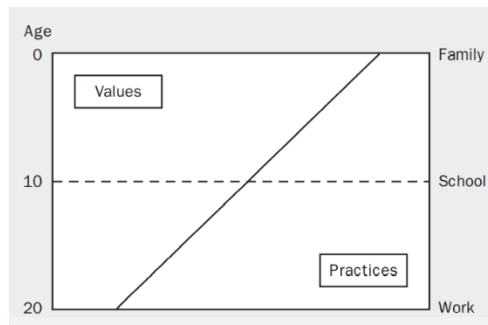 Age
0 Family
Values
10 School
Practices
20 Work